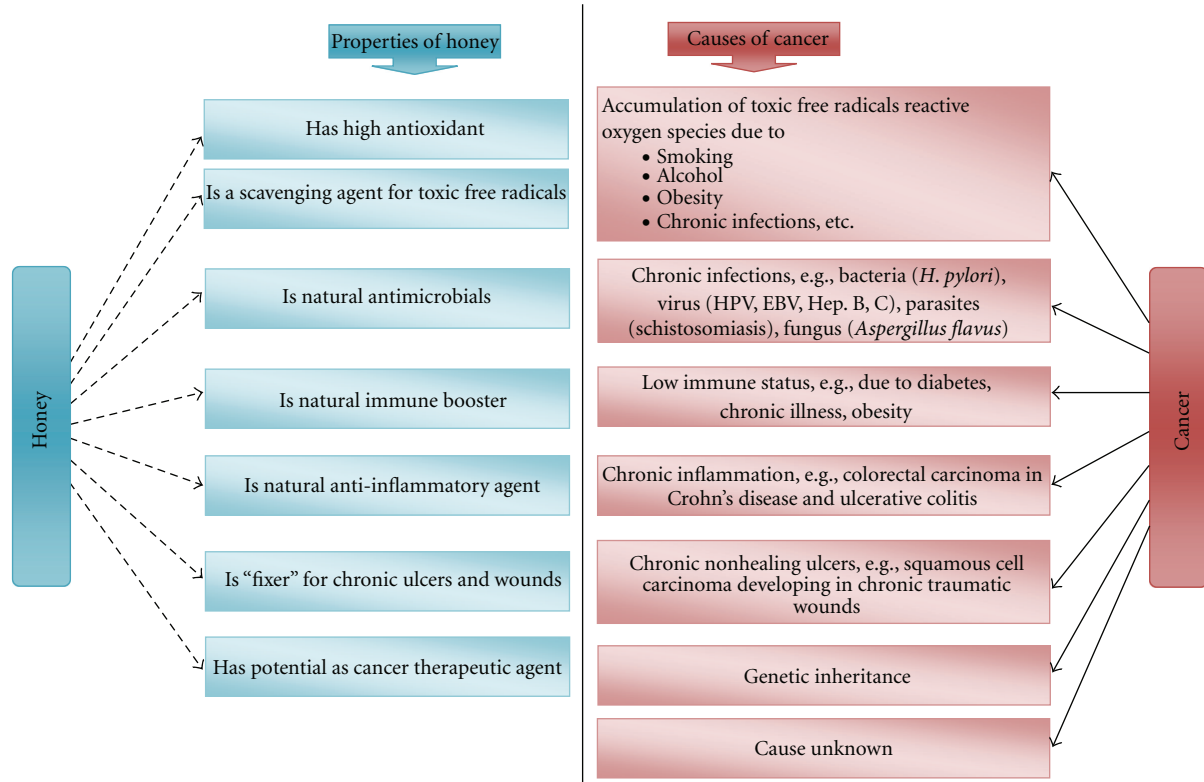 Properties of honey
Has high antioxidant
Is a scavenging agent for toxic free radicals
Is natural antimicrobials
Is natural immune booster
Is natural anti-inflammatory agent
Is “fixer” for chronic ulcers and wounds
Has potential as cancer therapeutic agent
Honey
Causes of cancer
Accumulation of toxic free radicals reactive
oxygen species due to
• Smoking
• Alcohol
• Obesity
• Chronic infections, etc.
Chronic infections, e.g., bacteria (H. pylori),
virus (HPV, EBV, Hep. B, C), parasites
(schistosomiasis), fungus (Aspergillus flavus)
Low immune status, e.g., due to diabetes,
chronic illness, obesity
Chronic inflammation, e.g., colorectal carcinoma in
Crohn’s disease and ulcerative colitis
Chronic nonhealing ulcers, e.g., squamous cell
carcinoma developing in chronic traumatic
wounds
Genetic inheritance
Cause unknown
Cancer